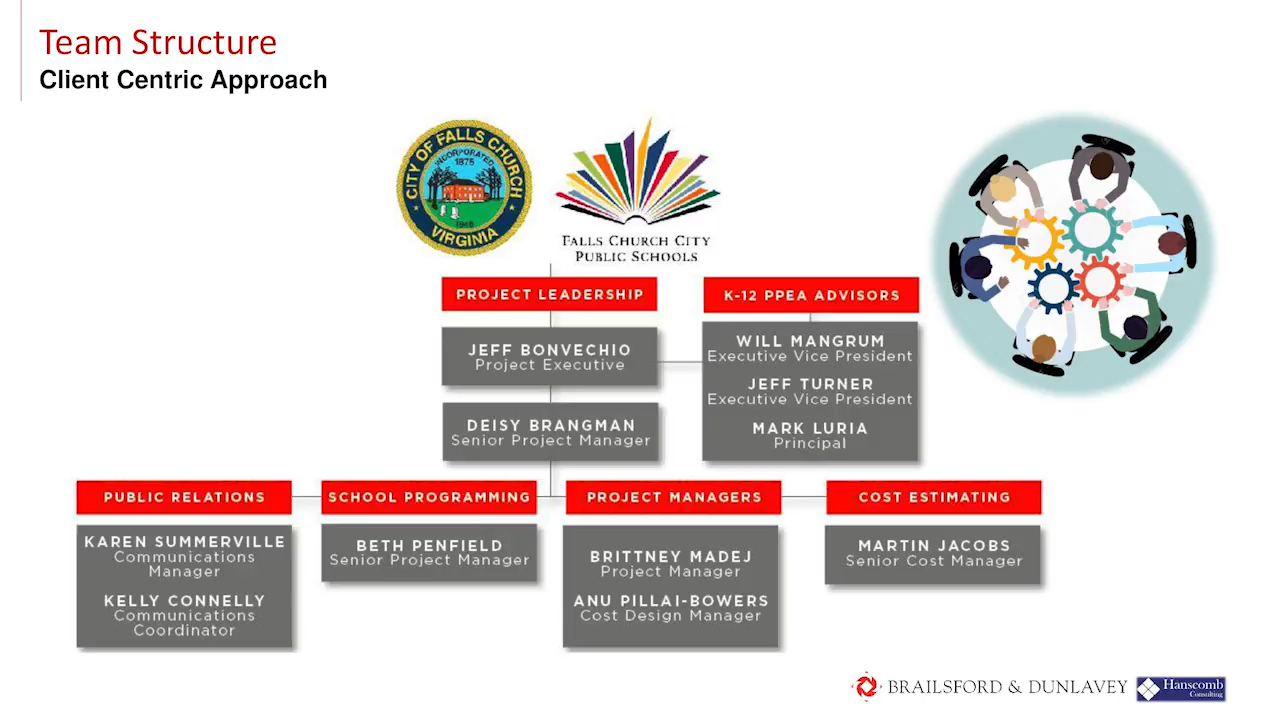 Team Structure
Client Centric Approach
CITY OF FALLS CHURCH
INCORPORATED
1875
1948
VIRGINIA
FALLS CHURCH CITY
PUBLIC SCHOOLS
PROJECT LEADERSHIP
JEFF BONVECHIO
Project Executive
DEISY BRANGMAN
Senior Project Manager
K-12 PPEA ADVISORS
WILL MANGRUM
Executive Vice President
JEFF TURNER
Executive Vice President
MARK LURIA
Principal
PUBLIC RELATIONS
KAREN SUMMERVILLE
Communications
Manager
KELLY CONNELLY
Communications
Coordinator
SCHOOL PROGRAMMING
BETH PENFIELD
Senior Project Manager
PROJECT MANAGERS
BRITTNEY MADEJ
Project Manager
ANU PILLAI-BOWERS
Cost Design Manager
COST ESTIMATING
MARTIN JACOBS
Senior Cost Manager
BRAILSFORD & DUNLAVEY
Hanscomb
Consulting